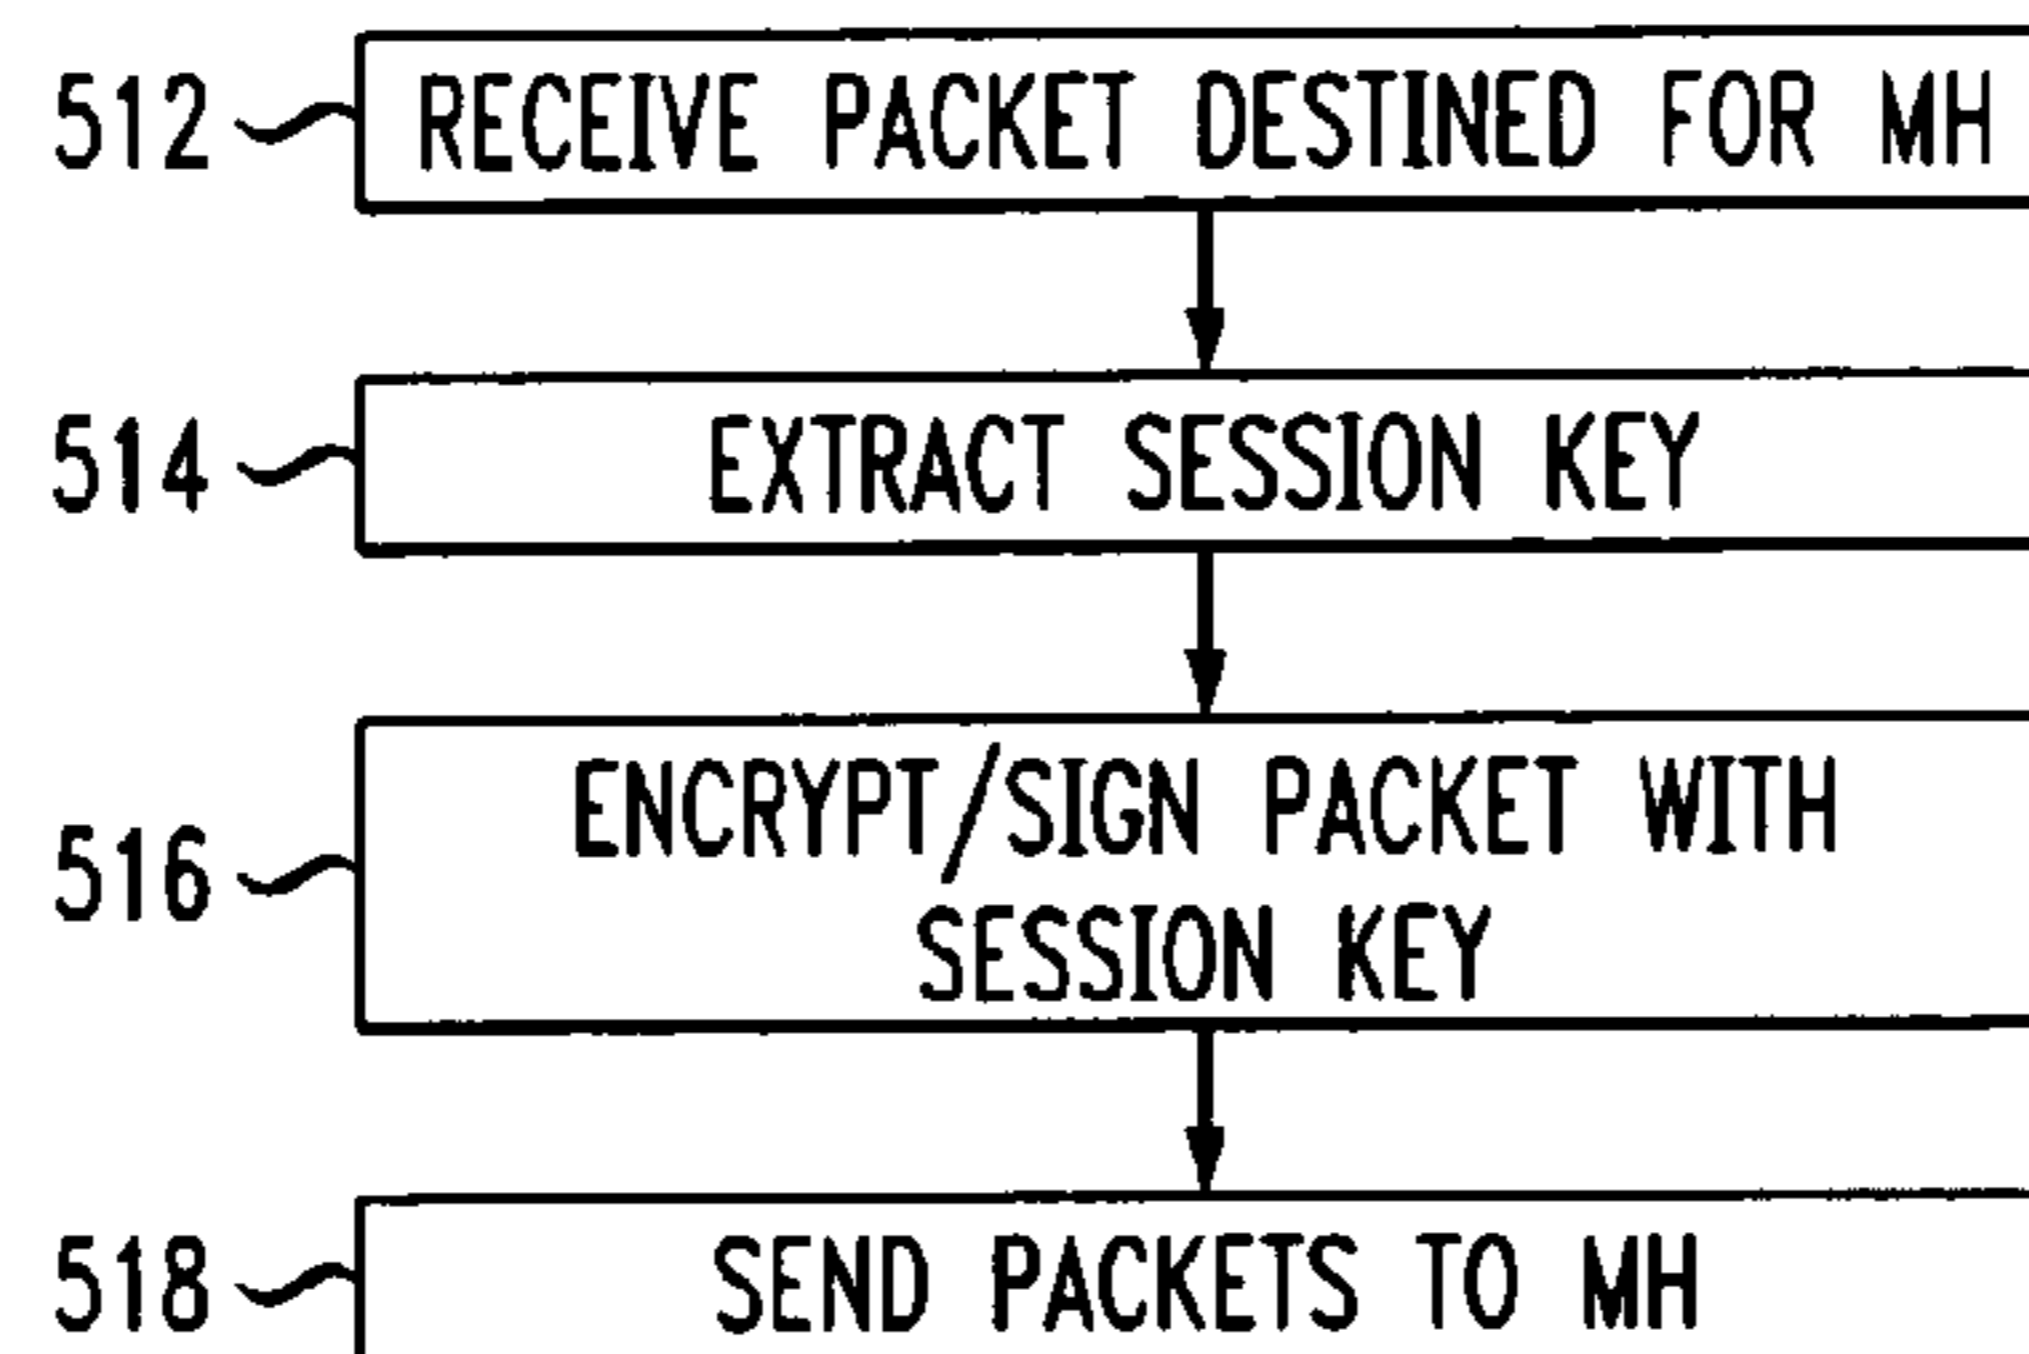 512 RECEIVE PACKET DESTINED FOR MH
514 EXTRACT SESSION KEY
ENCRYPT/SIGN PACKET WITH
516
SESSION KEY
518 SEND PACKETS TO MH